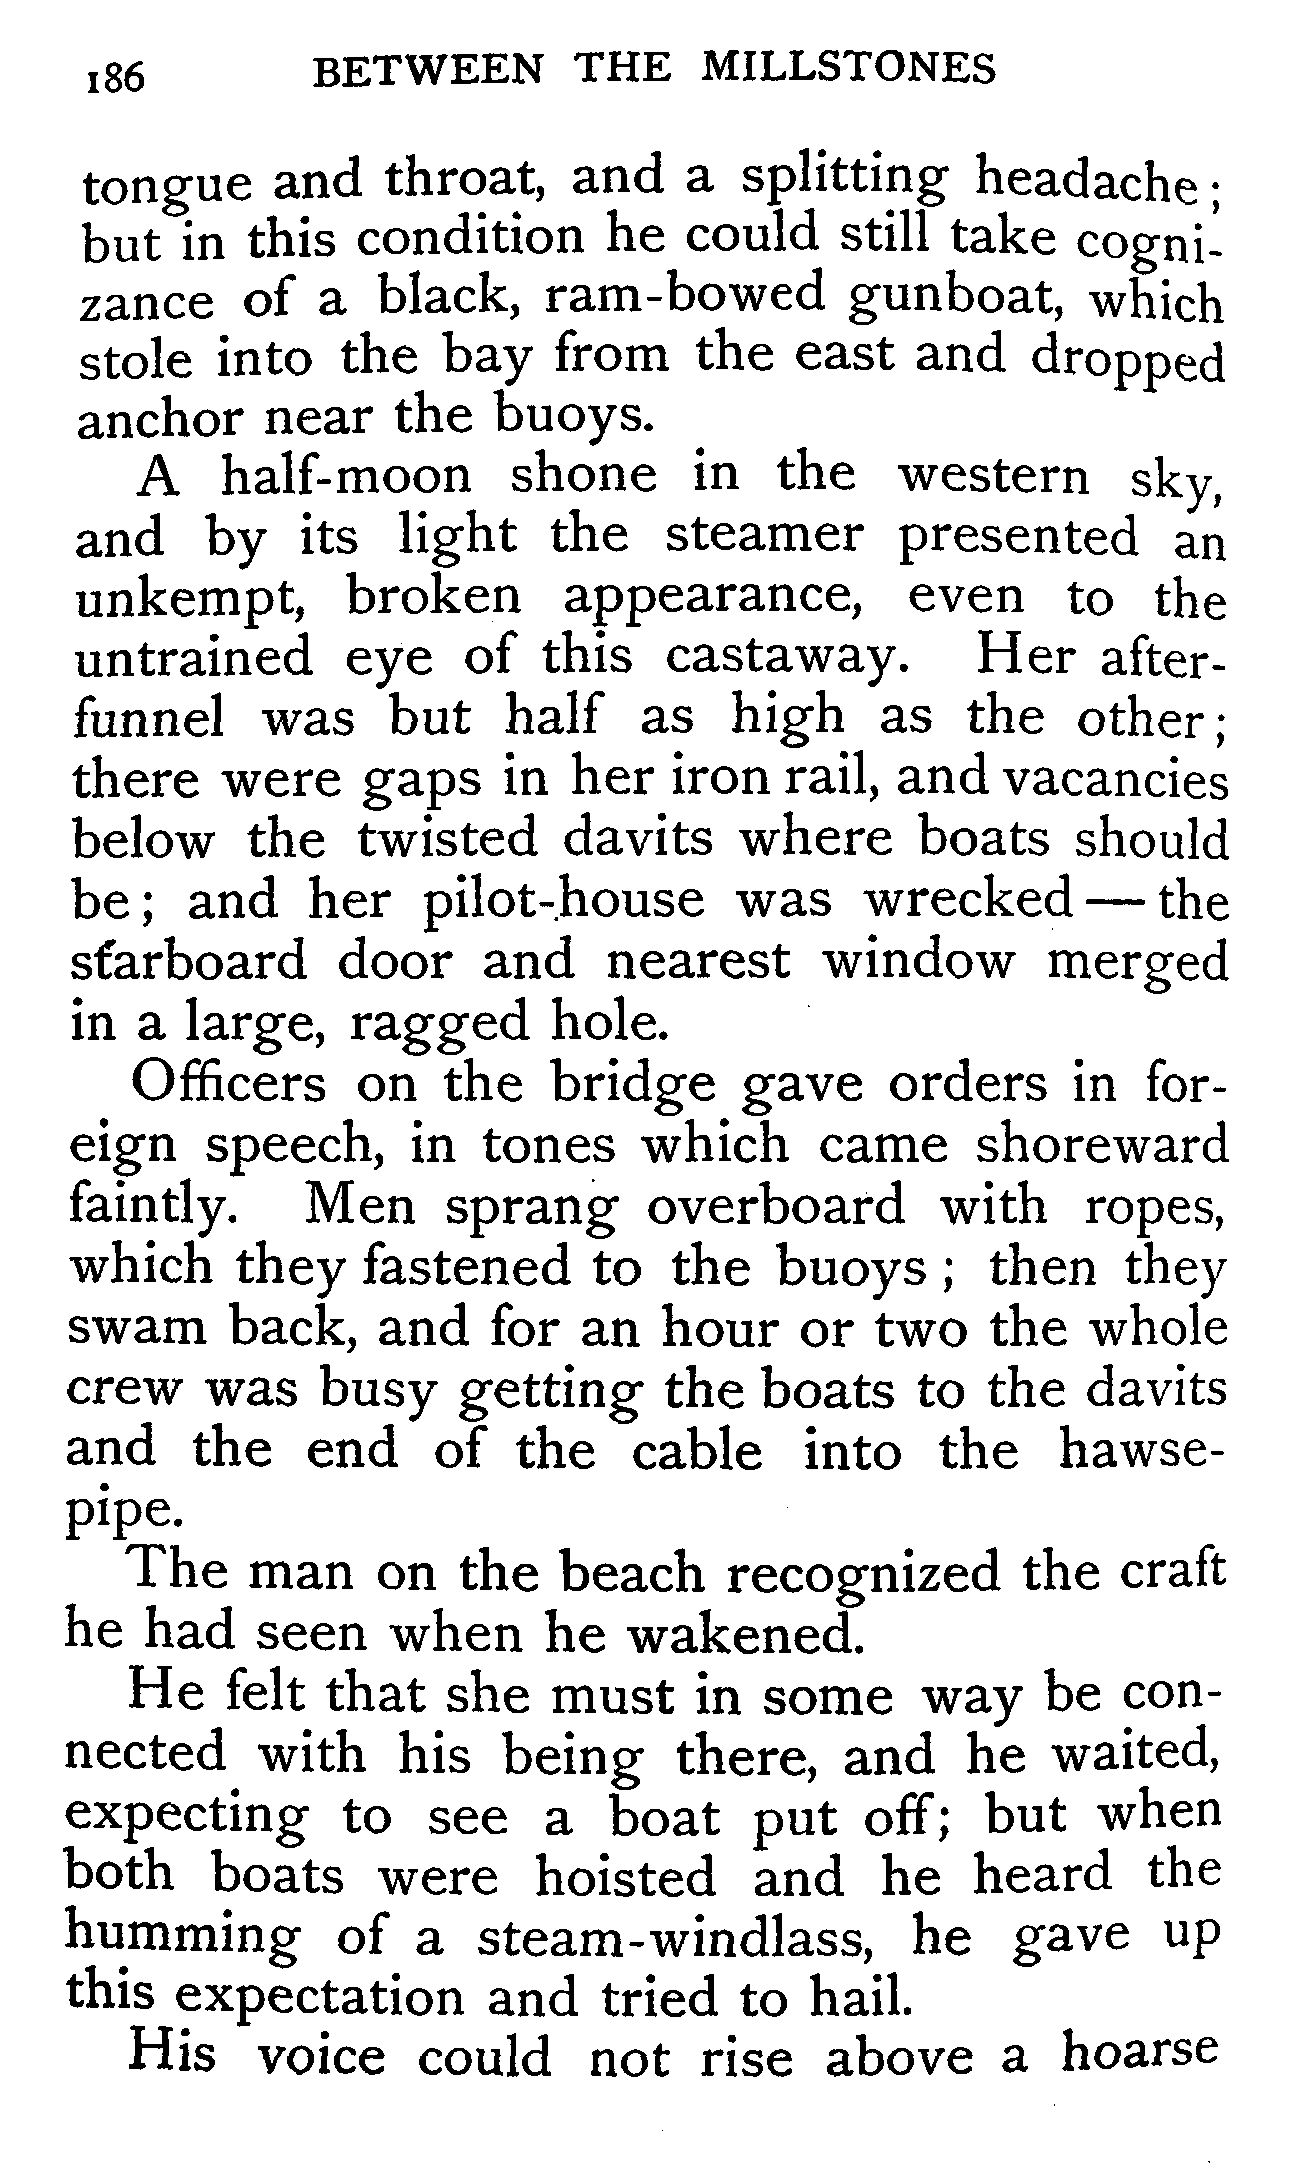 186 BETWEEN THE MILLSTONES
tongue and throat, and a splitting headache;
but in this condition he could still take cogni-
zance of a black, ram-bowed gunboat, which
stole into the bay from the east and dropped
anchor near the buoys.
A half-moon shone in the western sky,
and by its light the steamer presented an
unkempt, broken appearance, even to the
untrained eye of this castaway. Her after-
funnel was but half as high as the other;
there were gaps in her iron rail, and vacancies
below the twisted davits where boats should
be; and her pilot-house was wrecked — the
starboard door and nearest window merged
in a large, ragged hole.
Officers on the bridge gave orders in for-
eign speech, in tones which came shoreward
faintly. Men sprang overboard with ropes,
which they fastened to the buoys; then they
swam back, and for an hour or two the whole
crew was busy getting the boats to the davits
and the end of the cable into the hawse-
pipe.
The man on the beach recognized the craft
he had seen when he wakened.
He felt that she must in some way be con-
nected with his being there, and he waited,
expecting to see a boat put off; but when
both boats were hoisted and he heard the
humming of a steam-windlass, he gave up
this expectation and tried to hail.
His voice could not rise above a hoarse